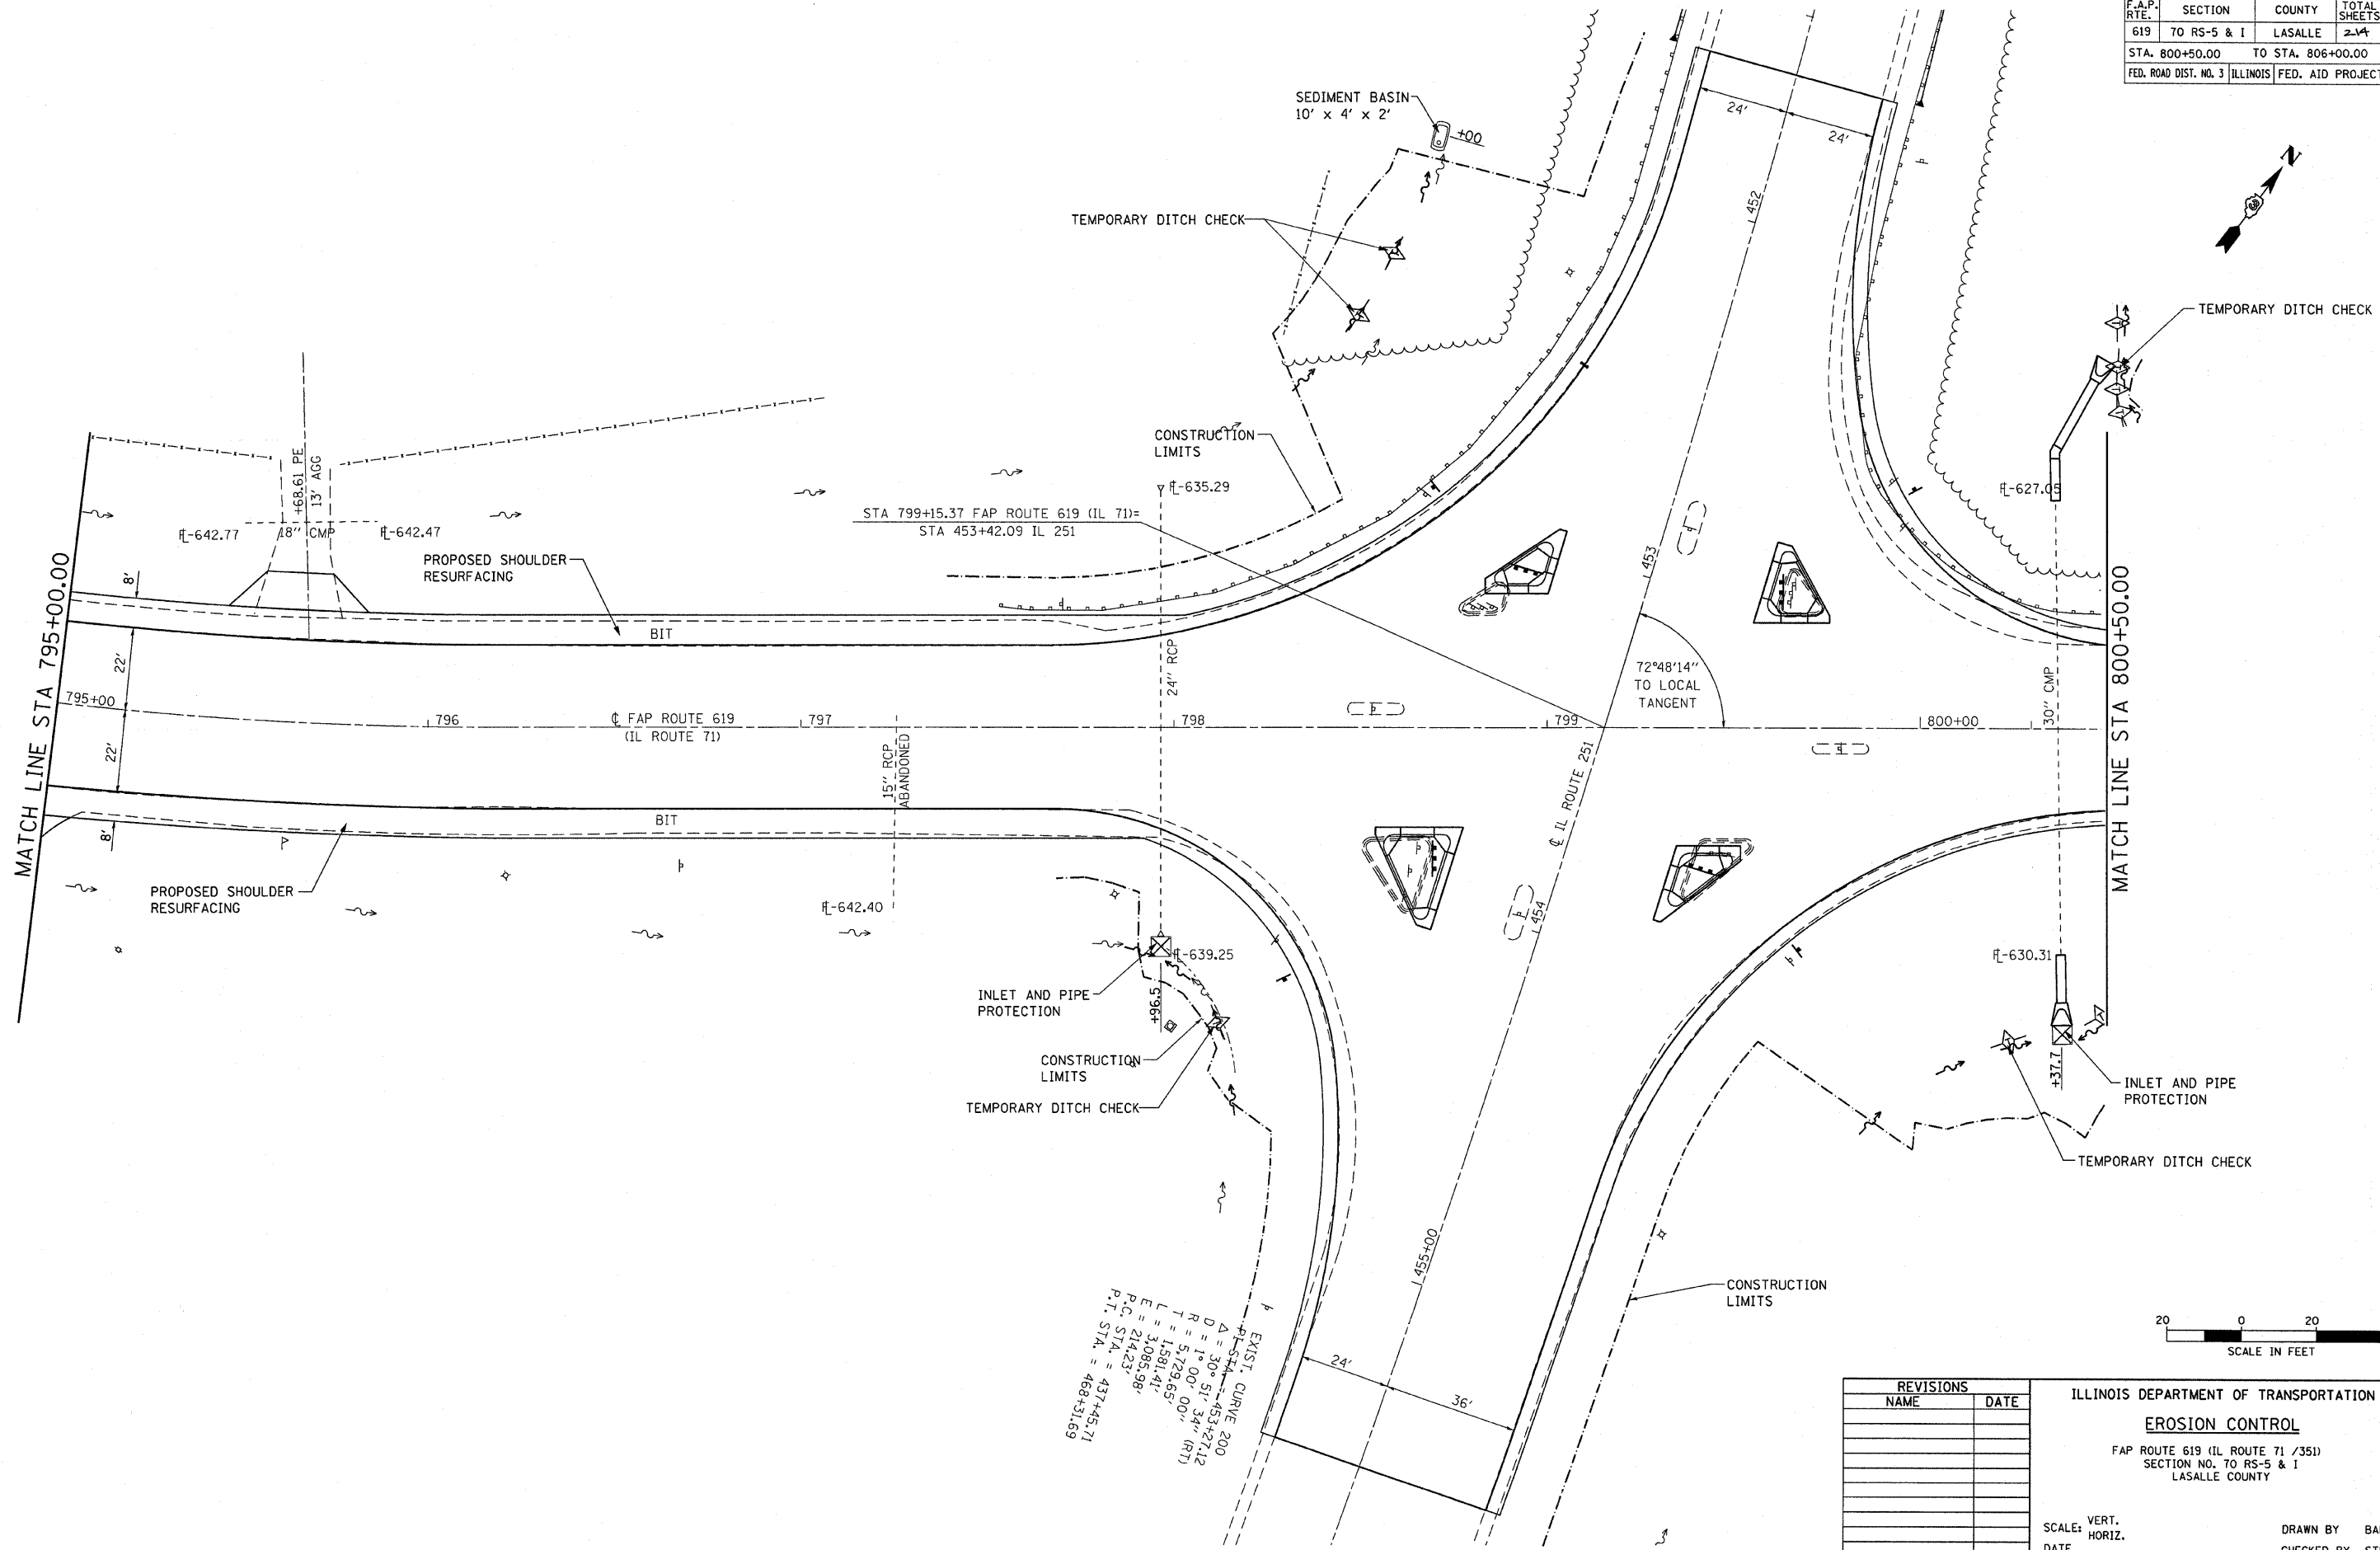 F.A.P. RTE. SECTION COUNTY TOTAL SHEETS
619 70 RS-5 & I LASALLE 214
STA. 800+50.00 TO STA. 806+00.00
FED. ROAD DIST. NO. 3 ILLINOIS FED. AID PROJECT
SEDIMENT BASIN
10' x 4' x 2'
+00
24'
24'
N
452
TEMPORARY DITCH CHECK
TEMPORARY DITCH CHECK
CONSTRUCTION
LIMITS
+68.61 PE
13' AGG
℄-635.29
℄-627.05
STA 799+15.37 FAP ROUTE 619 (IL 71)=
STA 453+42.09 IL 251
℄-642.77
18" CMP
℄-642.47
PROPOSED SHOULDER
RESURFACING
453
8'
BIT
MATCH LINE STA 795+00.00
22'
24" RCP
72°48'14"
TO LOCAL
TANGENT
30" CMP
MATCH LINE STA 800+50.00
795+00
796
℄ FAP ROUTE 619
(IL ROUTE 71)
797
798
799
800+00
22'
15" RCP
ABANDONED
℄ IL ROUTE 251
BIT
8'
PROPOSED SHOULDER
RESURFACING
℄-642.40
454
℄-639.25
℄-630.31
INLET AND PIPE
PROTECTION
+96.5
CONSTRUCTION
LIMITS
TEMPORARY DITCH CHECK
+37.7
INLET AND PIPE
PROTECTION
TEMPORARY DITCH CHECK
455+00
CONSTRUCTION
LIMITS
EXIST. CURVE 200
PI STA. = 453+27.12
Δ = 30° 51' 34" (RT)
D = 1° 00' 00"
R = 5,729.65'
T = 1,581.41'
L = 3,085.98'
E = 214.23'
P.C. STA. = 437+45.71
P.T. STA. = 468+31.69
24'
36'
20 0 20
SCALE IN FEET
REVISIONS
NAME DATE
ILLINOIS DEPARTMENT OF TRANSPORTATION
EROSION CONTROL
FAP ROUTE 619 (IL ROUTE 71 /351)
SECTION NO. 70 RS-5 & I
LASALLE COUNTY
SCALE: VERT.
HORIZ.
DRAWN BY
DATE
CHECKED BY